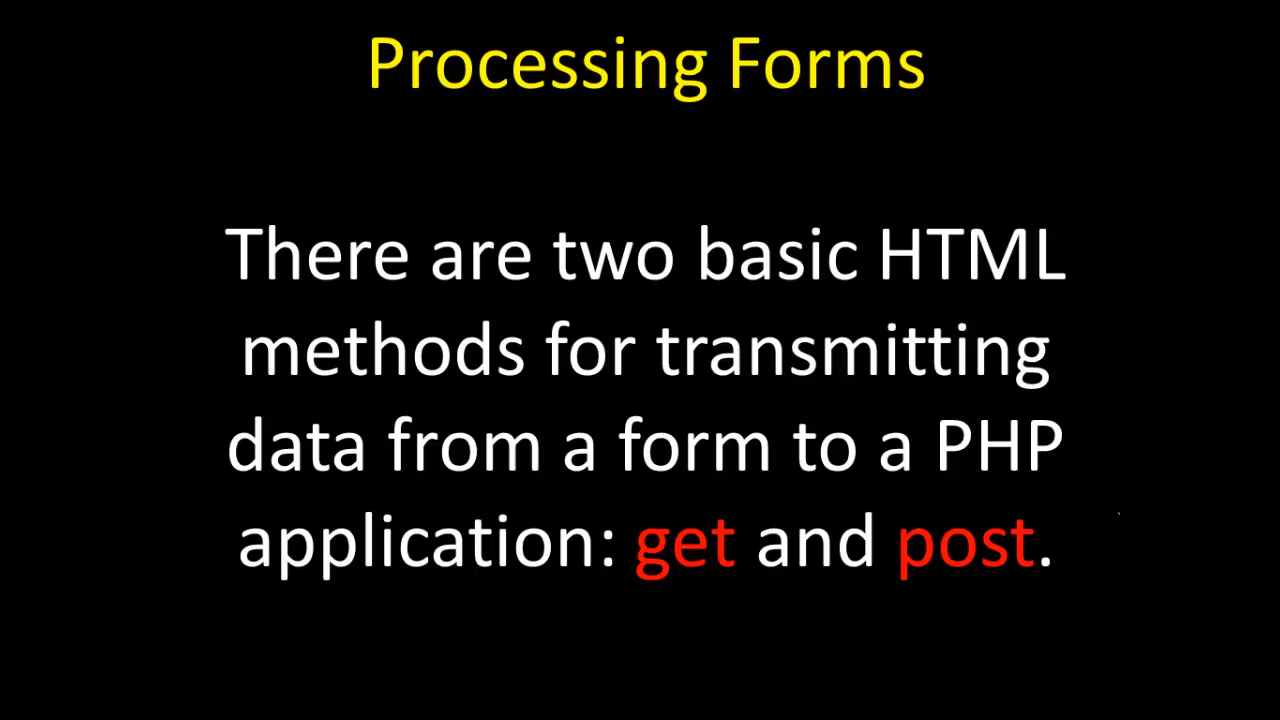 Processing Forms
There are two basic HTML
methods for transmitting
data from a form to a PHP
application: get and post.